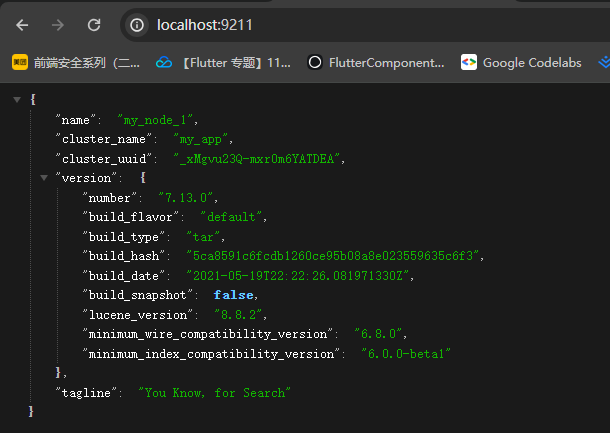 localhost:9211
美团 前端安全系列（二... 【Flutter 专题】11... FlutterComponent... Google Codelabs
{
"name": "my_node_1",
"cluster_name": "my_app",
"cluster_uuid": "_xMgvu23Q-mxr0m6YATDEA",
"version": {
"number": "7.13.0",
"build_flavor": "default",
"build_type": "tar",
"build_hash": "5ca8591c6fcdb1260ce95b08a8e023559635c6f3",
"build_date": "2021-05-19T22:22:26.081971330Z",
"build_snapshot": false,
"lucene_version": "8.8.2",
"minimum_wire_compatibility_version": "6.8.0",
"minimum_index_compatibility_version": "6.0.0-beta1"
},
"tagline": "You Know, for Search"
}